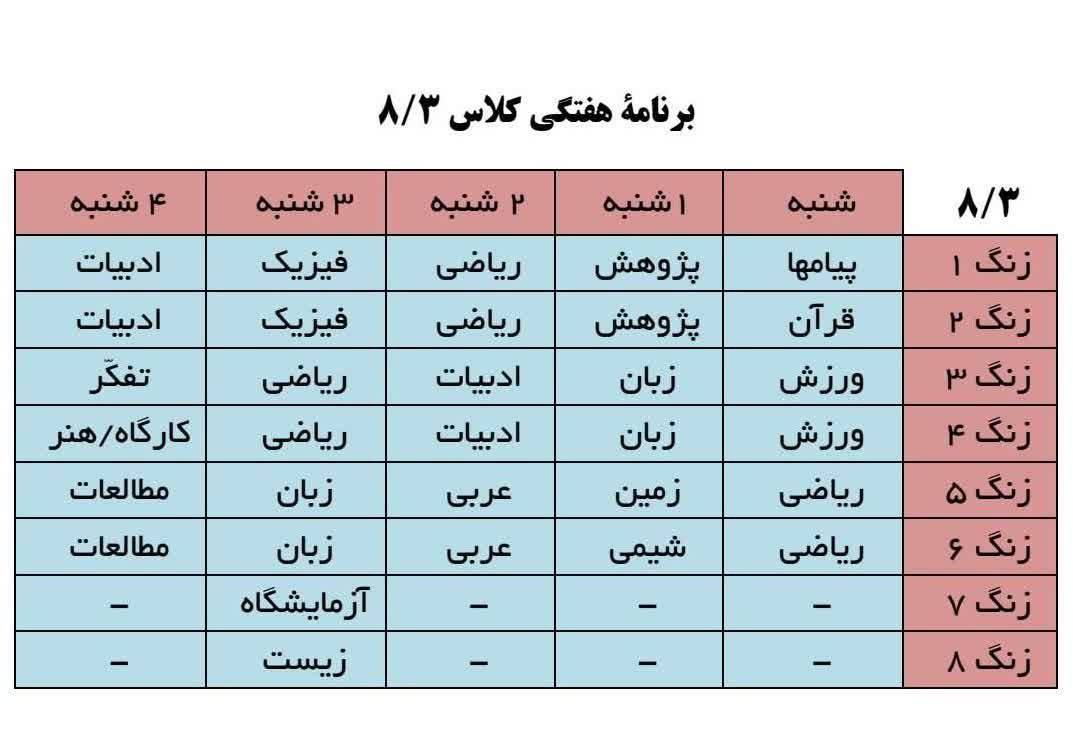 برنامهٔ هفتگی کلاس ۸/۳
۸/۳ شنبه ۱ شنبه ۲ شنبه ۳ شنبه ۴ شنبه
زنگ ۱ پیامها پژوهش ریاضی فیزیک ادبیات
زنگ ۲ قرآن پژوهش ریاضی فیزیک ادبیات
زنگ ۳ ورزش زبان ادبیات ریاضی تفکّر
زنگ ۴ ورزش زبان ادبیات ریاضی کارگاه/هنر
زنگ ۵ ریاضی زمین عربی زبان مطالعات
زنگ ۶ ریاضی شیمی عربی زبان مطالعات
زنگ ۷ – – – آزمایشگاه –
زنگ ۸ – – – زیست –